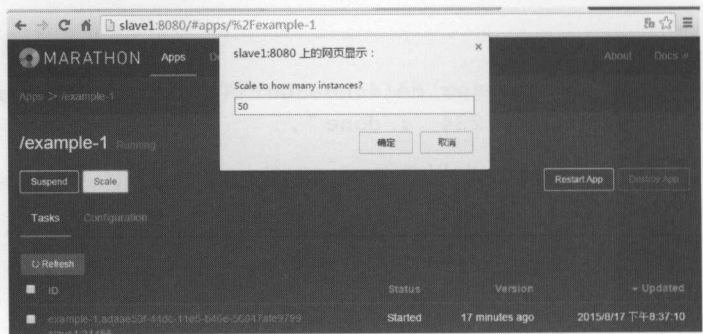 slave1:8080/#apps/%2Fexample-1
MARATHON Apps
About Docs
slave1:8080 上的网页显示：
Scale to how many instances?
50
确定 取消
Apps > /example-1
/example-1 Running
Suspend Scale
Restart App Destroy App
Tasks Configuration
Refresh
ID Status Version Updated
Started 17 minutes ago 2015/8/17 下午8:37:10